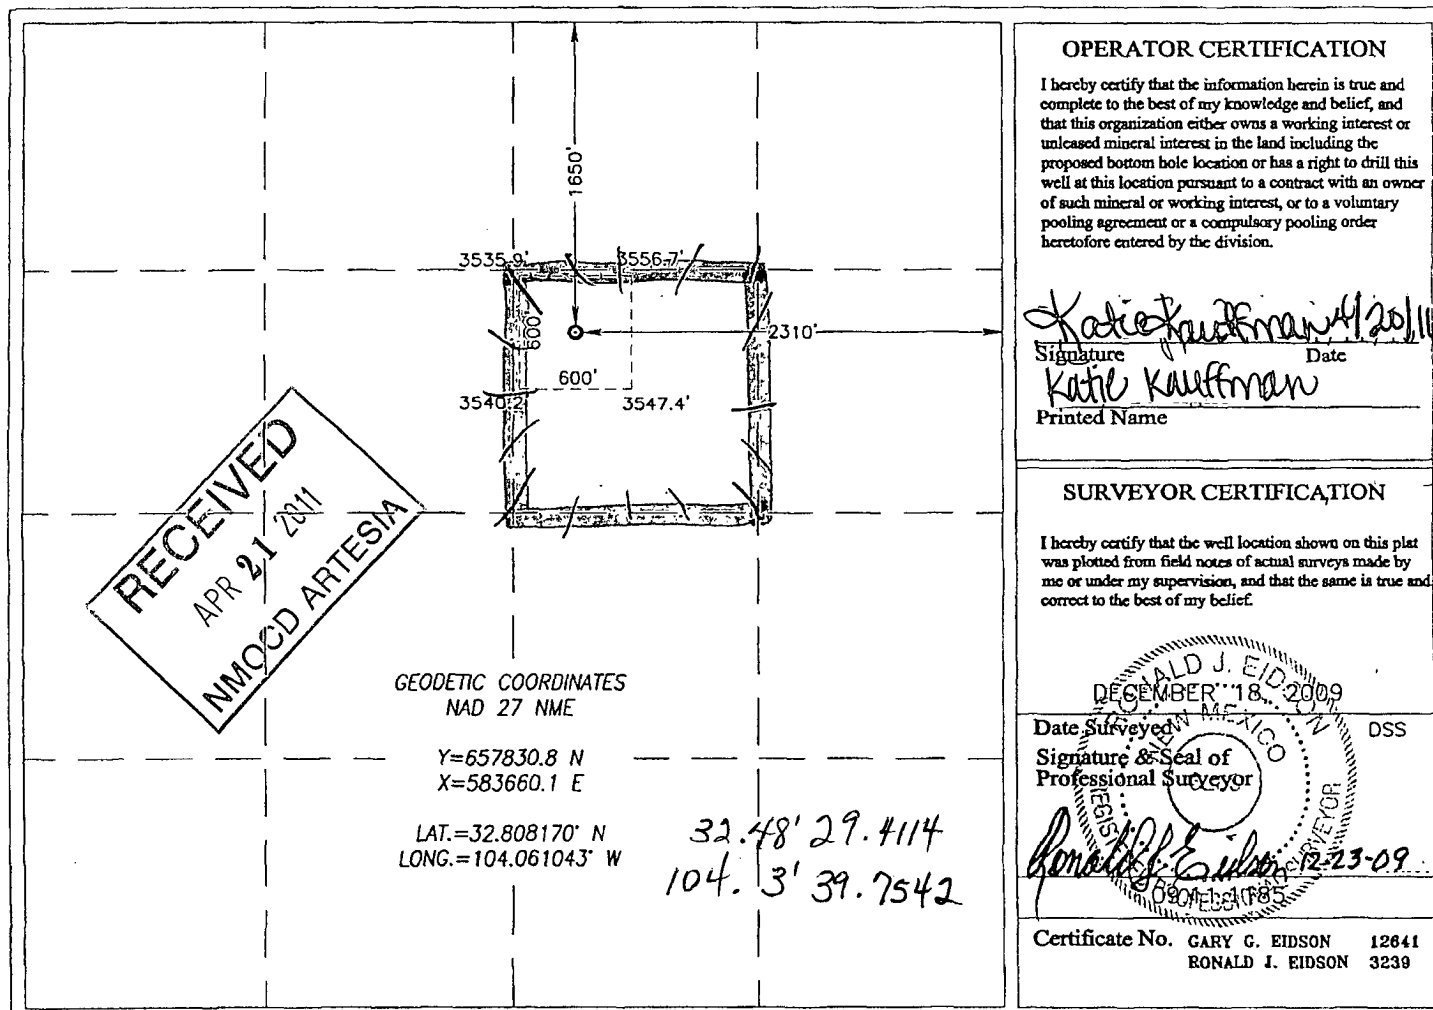 1650'
3535.9'
3556.7'
600'
2310'
600'
3540.2'
3547.4'
RECEIVED
APR 21 2011
NMOCD ARTESIA
GEODETIC COORDINATES
NAD 27 NME
Y=657830.8 N
X=583660.1 E
LAT.=32.808170° N
LONG.=104.061043° W
32.48' 29.4114
104. 3' 39.7542
OPERATOR CERTIFICATION
I hereby certify that the information herein is true and
complete to the best of my knowledge and belief, and
that this organization either owns a working interest or
unleased mineral interest in the land including the
proposed bottom hole location or has a right to drill this
well at this location pursuant to a contract with an owner
of such mineral or working interest, or to a voluntary
pooling agreement or a compulsory pooling order
heretofore entered by the division.
Katie Kauffman 4/20/11
Signature Date
Katie Kauffman
Printed Name
SURVEYOR CERTIFICATION
I hereby certify that the well location shown on this plat
was plotted from field notes of actual surveys made by
me or under my supervision, and that the same is true and
correct to the best of my belief.
RONALD J. EIDSON
DECEMBER 18, 2009
NEW MEXICO
Date Surveyed DSS
Signature & Seal of
Professional Surveyor
3239
Ronald J. Eidson 12-23-09
REGISTERED PROFESSIONAL SURVEYOR
Certificate No. GARY G. EIDSON 12641
RONALD J. EIDSON 3239